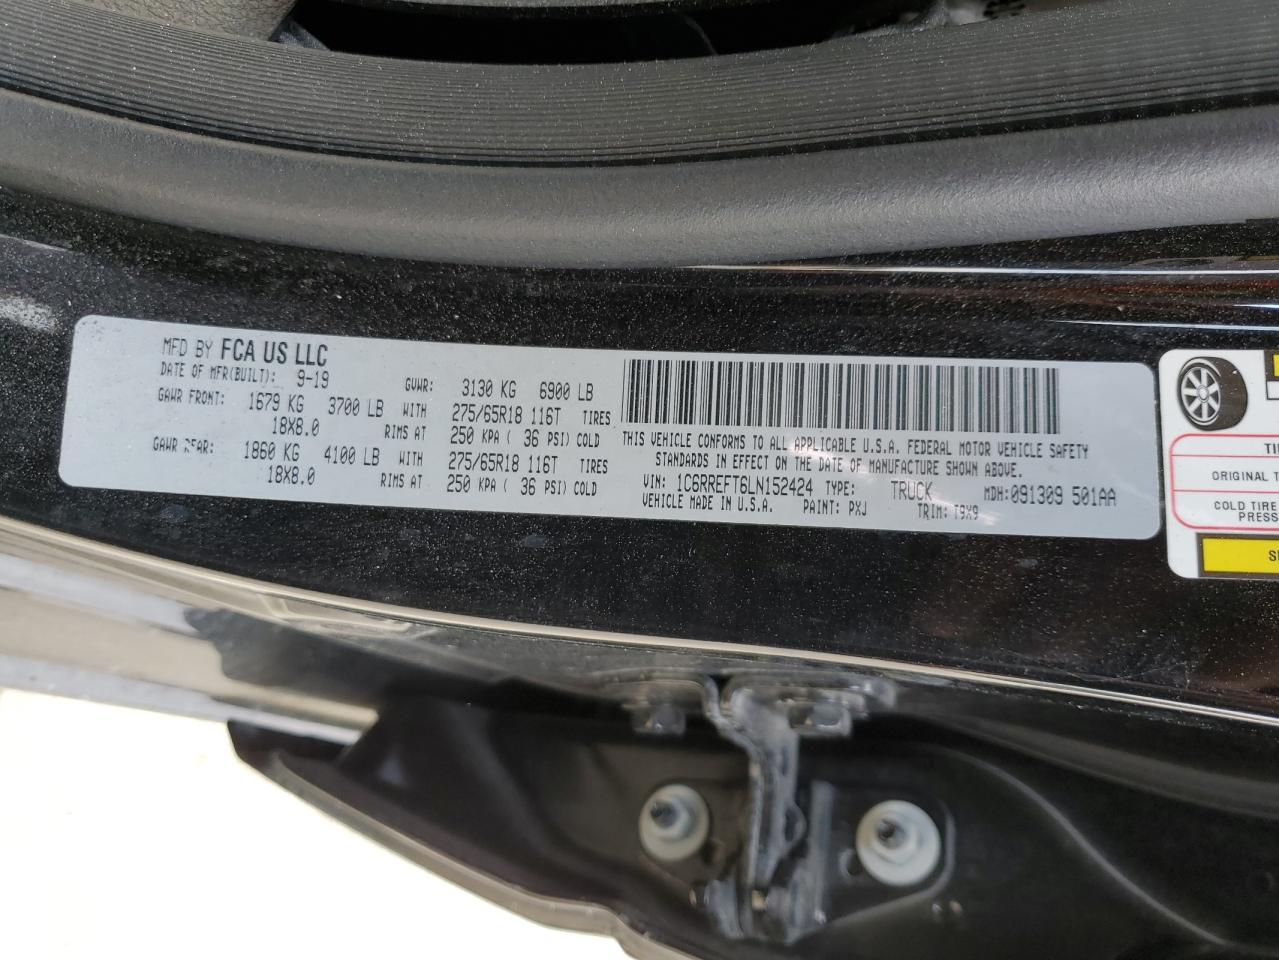 MFD BY FCA US LLC
DATE OF MFR(BUILT): 9-19 GVWR: 3130 KG 6900 LB
GAWR FRONT: 1679 KG 3700 LB WITH 275/65R18 116T TIRES
18X8.0 RIMS AT 250 KPA ( 36 PSI) COLD
GAWR REAR: 1860 KG 4100 LB WITH 275/65R18 116T TIRES
18X8.0 RIMS AT 250 KPA ( 36 PSI) COLD
THIS VEHICLE CONFORMS TO ALL APPLICABLE U.S.A. FEDERAL MOTOR VEHICLE SAFETY
STANDARDS IN EFFECT ON THE DATE OF MANUFACTURE SHOWN ABOVE.
VIN: 1C6RREFT6LN152424 TYPE: TRUCK MDH:091309 501AA
VEHICLE MADE IN U.S.A. PAINT: PXJ TRIM: T9X9
ORIGINAL
COLD TIRE